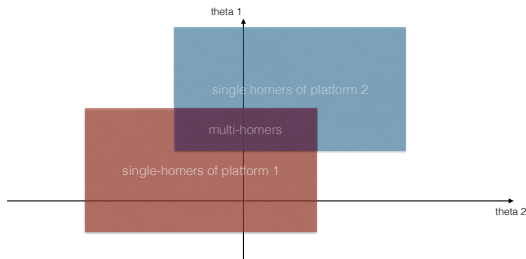 theta 1
single homers of platform 2
multi-homers
single-homers of platform 1
theta 2